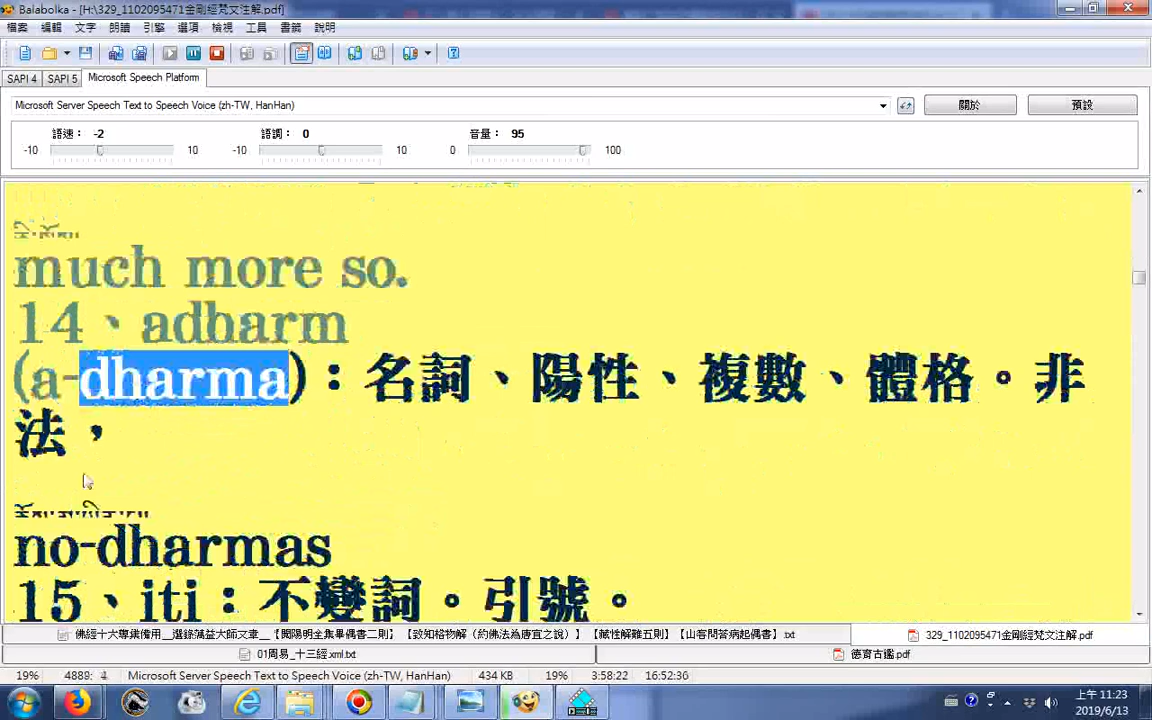 Balabolka - [H:\329_1102095471金剛經梵文注解.pdf]
檔案 編輯 文字 朗讀 引擎 選項 檢視 工具 書籤 說明
SAPI 4 SAPI 5 Microsoft Speech Platform
Microsoft Server Speech Text to Speech Voice (zh-TW, HanHan) 關於 預設
語速： -2 語調： 0 音量： 95
-10 10 -10 10 0 100
much more so.
14、adharm
(a-dharma)：名詞、陽性、複數、體格。非
法，
no-dharmas
15、iti：不變詞。引號。
329_1102095471金剛經梵文注解.pdf
01周易_十三經.xml.txt 德育古鑑.pdf
19% 4889: 4 Microsoft Server Speech Text to Speech Voice (zh-TW, HanHan) 434 KB 19% 3:58:22 16:52:36
上午 11:23
2019/6/13